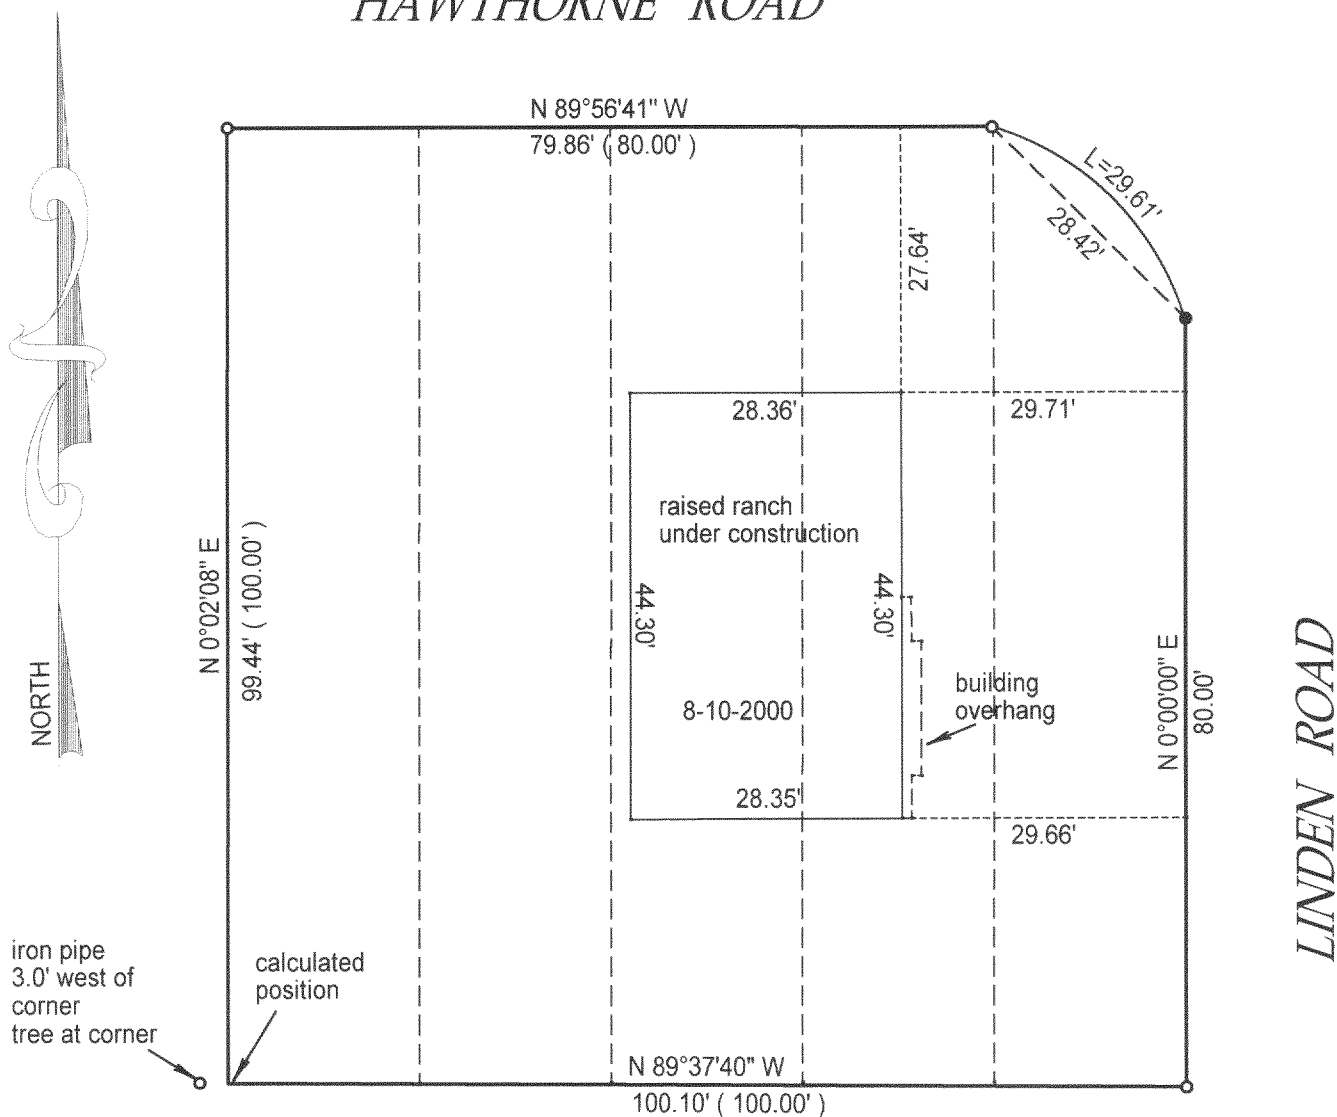 HAWTHORNE ROAD
N 89°56'41" W
79.86' ( 80.00' )
L=29.61'
28.42'
27.64'
28.36'
29.71'
raised ranch
under construction
N 0°02'08" E
99.44' ( 100.00' )
44.30'
44.30'
NORTH
8-10-2000
building
overhang
N 0°00'00" E
80.00'
LINDEN ROAD
28.35'
29.66'
iron pipe
3.0' west of
corner
tree at corner
calculated
position
N 89°37'40" W
100.10' ( 100.00' )